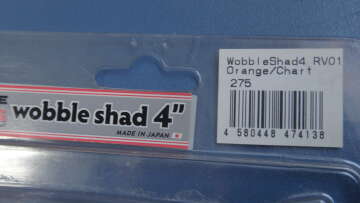 WobbleShad4 RV01
Orange/Chart
275
4 580448 474138
wobble shad 4"
MADE IN JAPAN